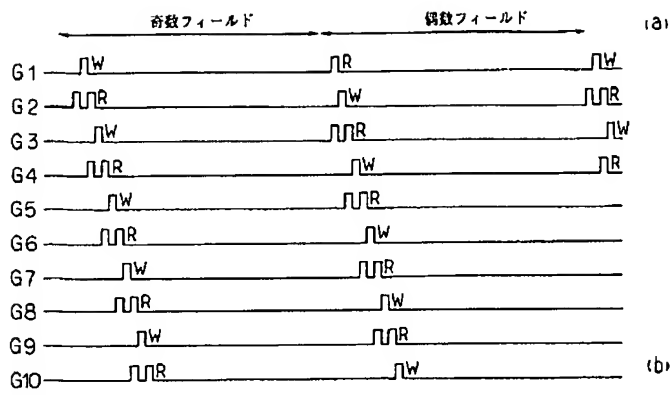 奇数フィールド 偶数フィールド (a)
G1 W R W
G2 R W R
G3 W R W
G4 R W R
G5 W R
G6 R W
G7 W R
G8 R W
G9 W R
G10 R W (b)